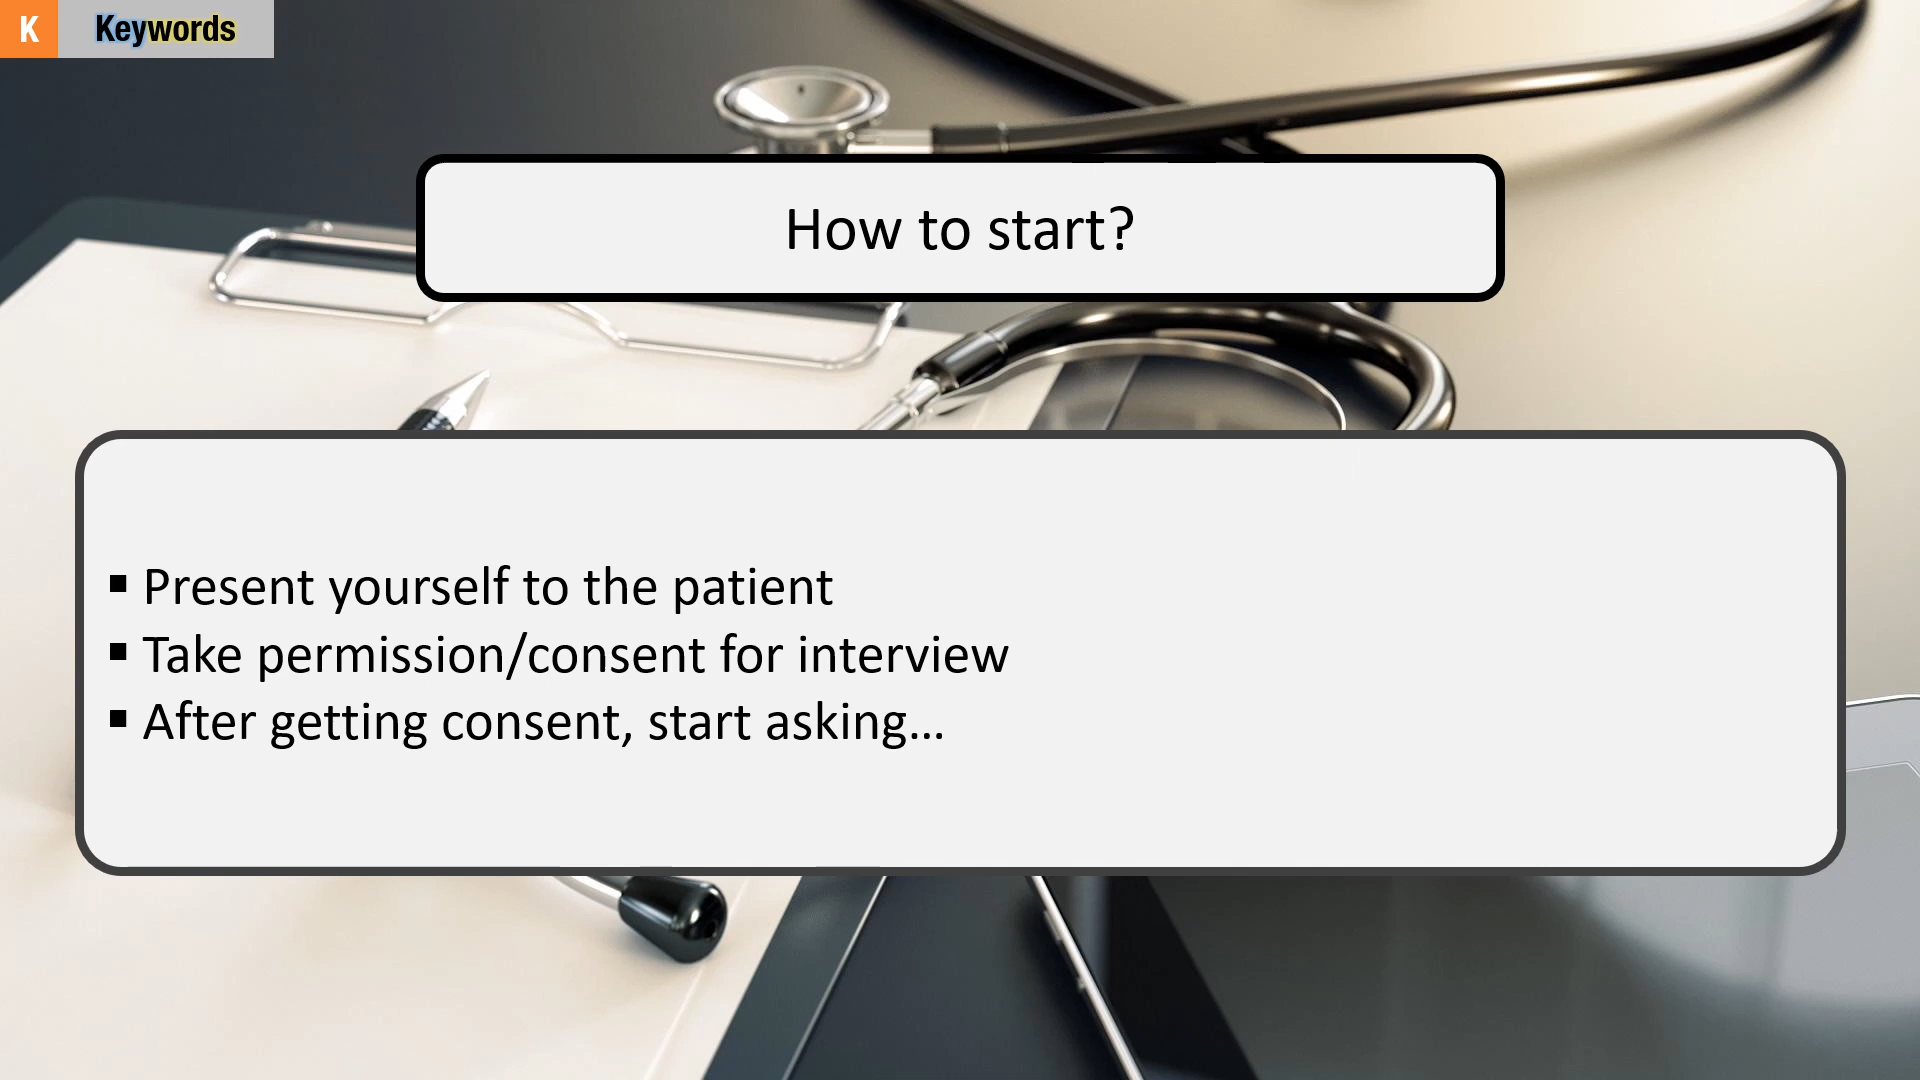 K Keywords
How to start?
▪ Present yourself to the patient
▪ Take permission/consent for interview
▪ After getting consent, start asking...